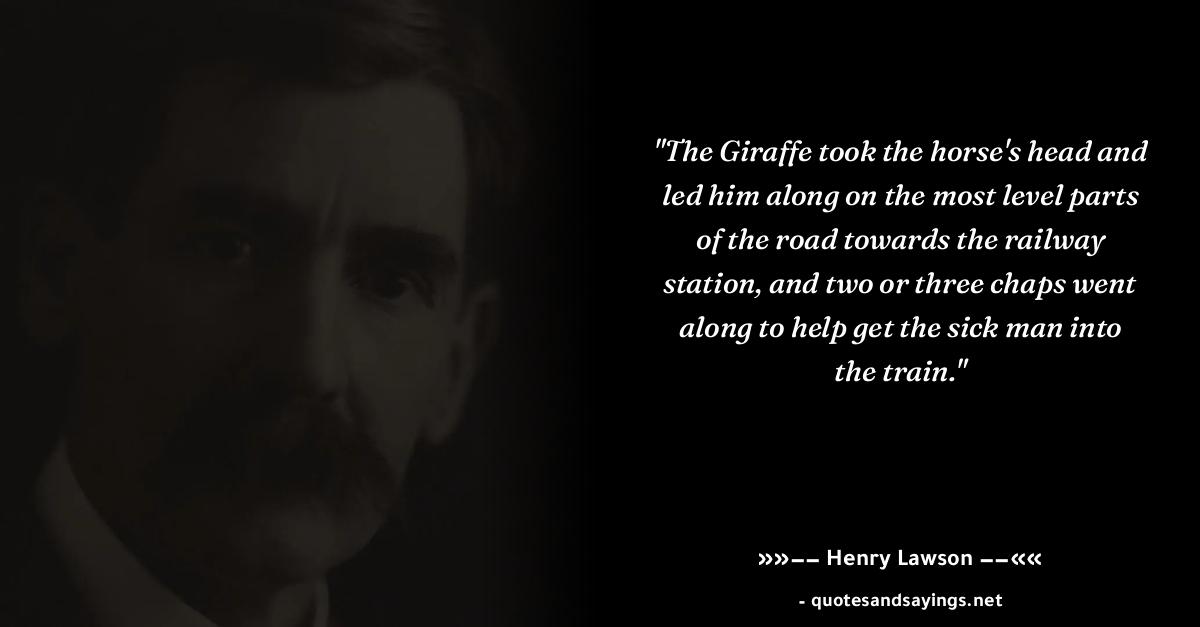 "The Giraffe took the horse's head and
led him along on the most level parts
of the road towards the railway
station, and two or three chaps went
along to help get the sick man into
the train."
»»–– Henry Lawson ––««
- quotesandsayings.net